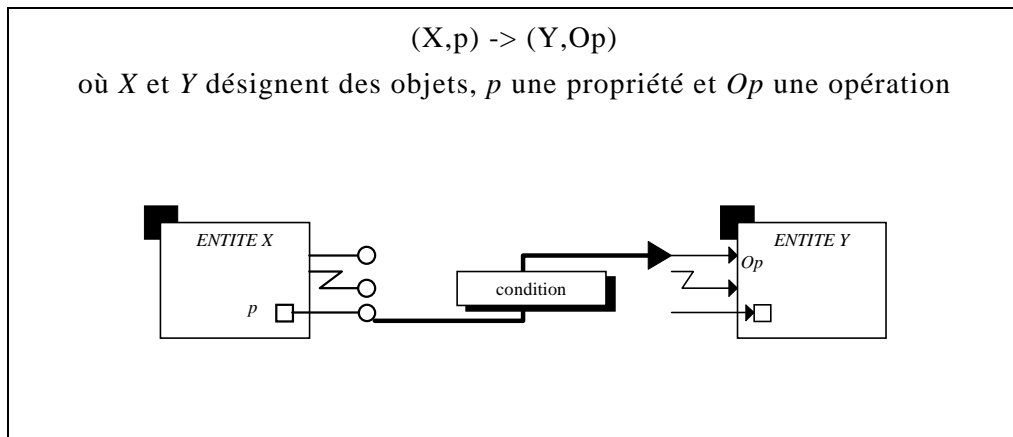 (X,p) -> (Y,Op)
où X et Y désignent des objets, p une propriété et Op une opération
ENTITE X
ENTITE Y
Op
condition
p